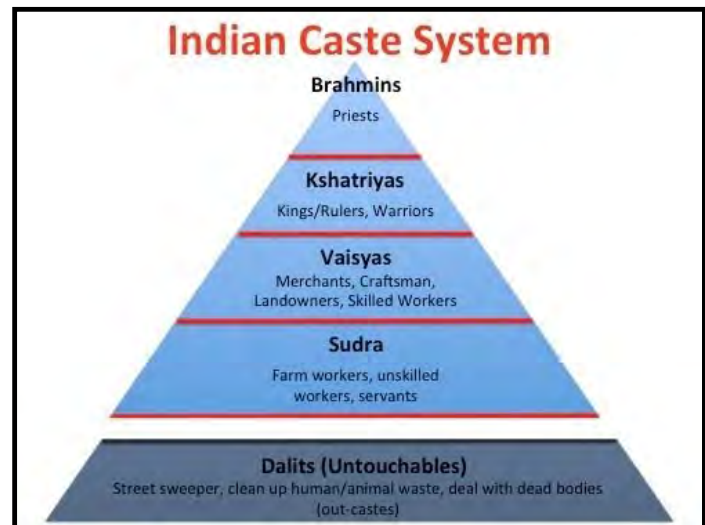 Indian Caste System
Brahmins
Priests
Kshatriyas
Kings/Rulers, Warriors
Vaisyas
Merchants, Craftsman,
Landowners, Skilled Workers
Sudra
Farm workers, unskilled
workers, servants
Dalits (Untouchables)
Street sweeper, clean up human/animal waste, deal with dead bodies
(out-castes)